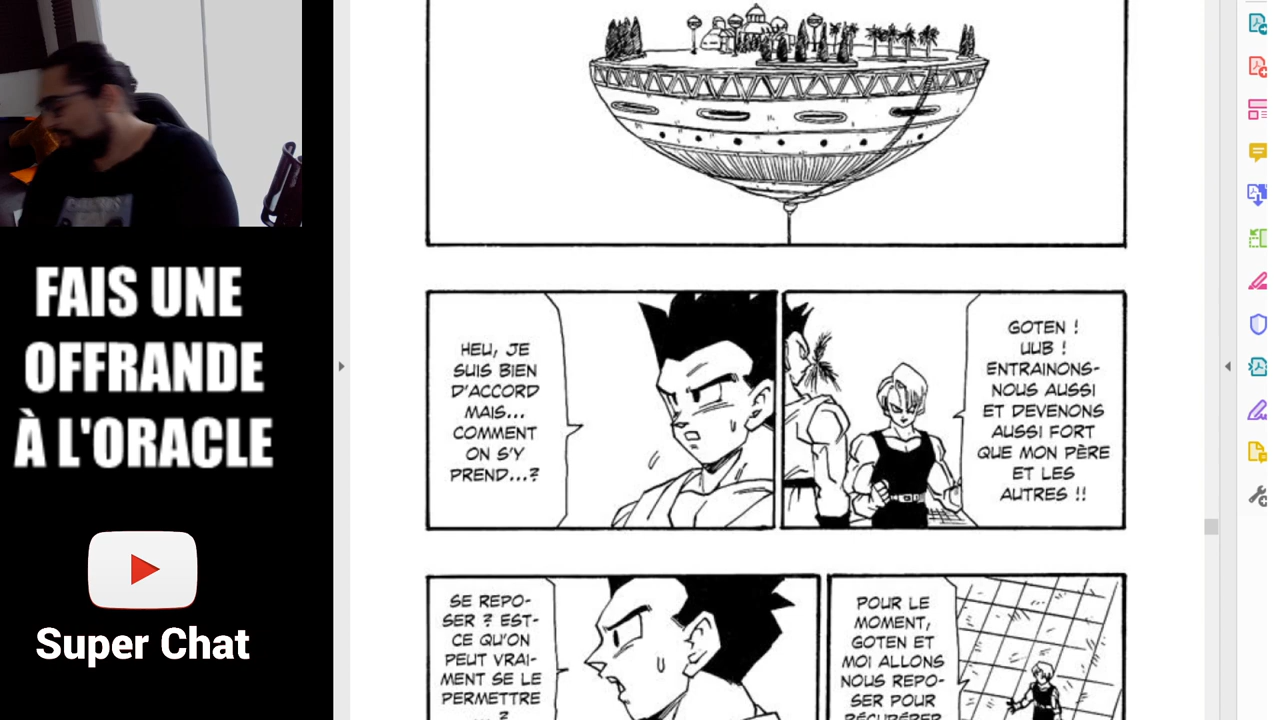 FAIS UNE
OFFRANDE
À L'ORACLE
Super Chat
GOTEN !
UUB !
ENTRAINONS-
NOUS AUSSI
ET DEVENONS
AUSSI FORT
QUE MON PÈRE
ET LES
AUTRES !!
HEU, JE
SUIS BIEN
D'ACCORD
MAIS...
COMMENT
ON S'Y
PREND...?
POUR LE
MOMENT,
GOTEN ET
MOI ALLONS
NOUS REPO-
SER POUR
RÉCUPÉRER
SE REPO-
SER ? EST-
CE QU'ON
PEUT VRAI-
MENT SE LE
PERMETTRE
...?